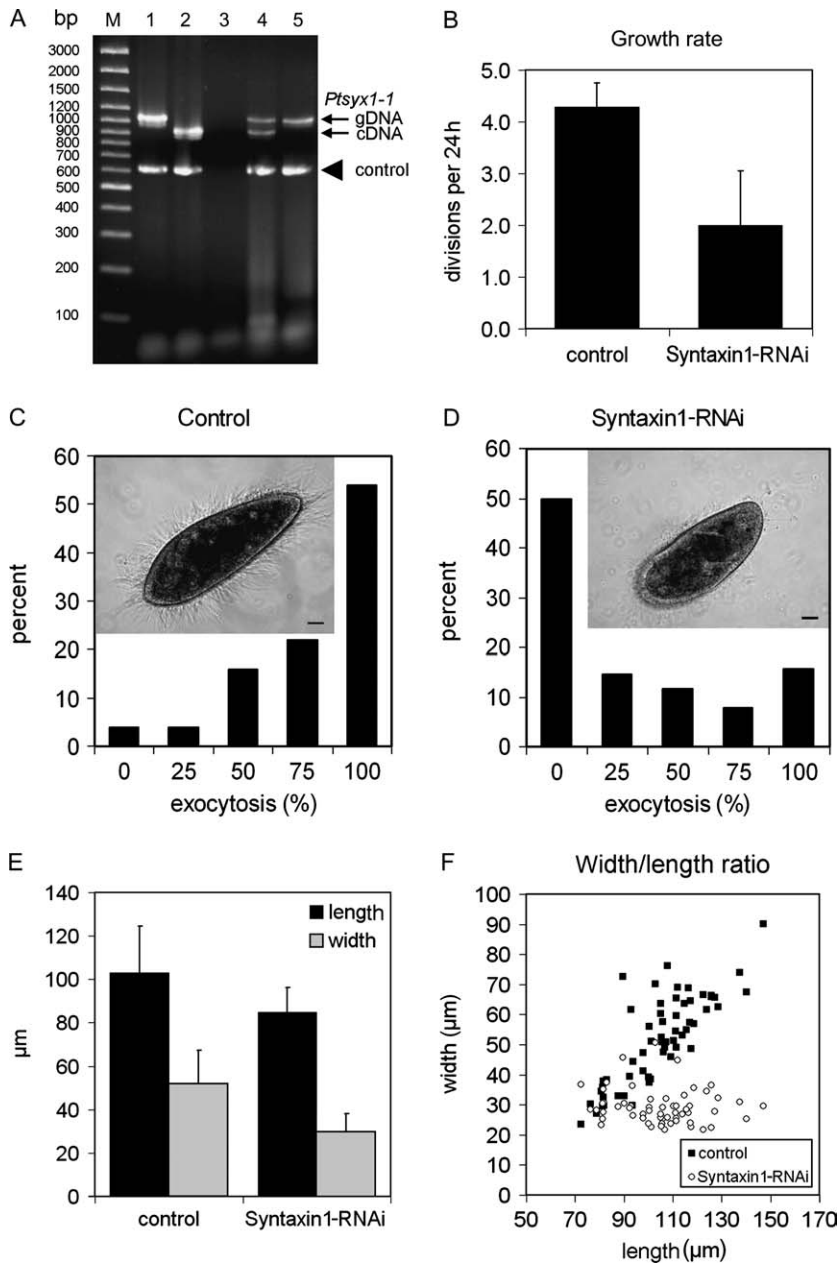 A
bp M 1 2 3 4 5
3000
2000
1500
1200
1000
900
800
700
600
500
400
300
200
100
Ptsyx1-1
gDNA
cDNA
control
B
Growth rate
divisions per 24h
5.0
4.0
3.0
2.0
1.0
0.0
control Syntaxin1-RNAi
C
Control
percent
60
50
40
30
20
10
0
0 25 50 75 100
exocytosis (%)
D
Syntaxin1-RNAi
percent
60
50
40
30
20
10
0
0 25 50 75 100
exocytosis (%)
E
µm
140
120
100
80
60
40
20
0
length
width
control Syntaxin1-RNAi
F
Width/length ratio
width (µm)
100
90
80
70
60
50
40
30
20
10
0
control
Syntaxin1-RNAi
50 70 90 110 130 150 170
length (µm)